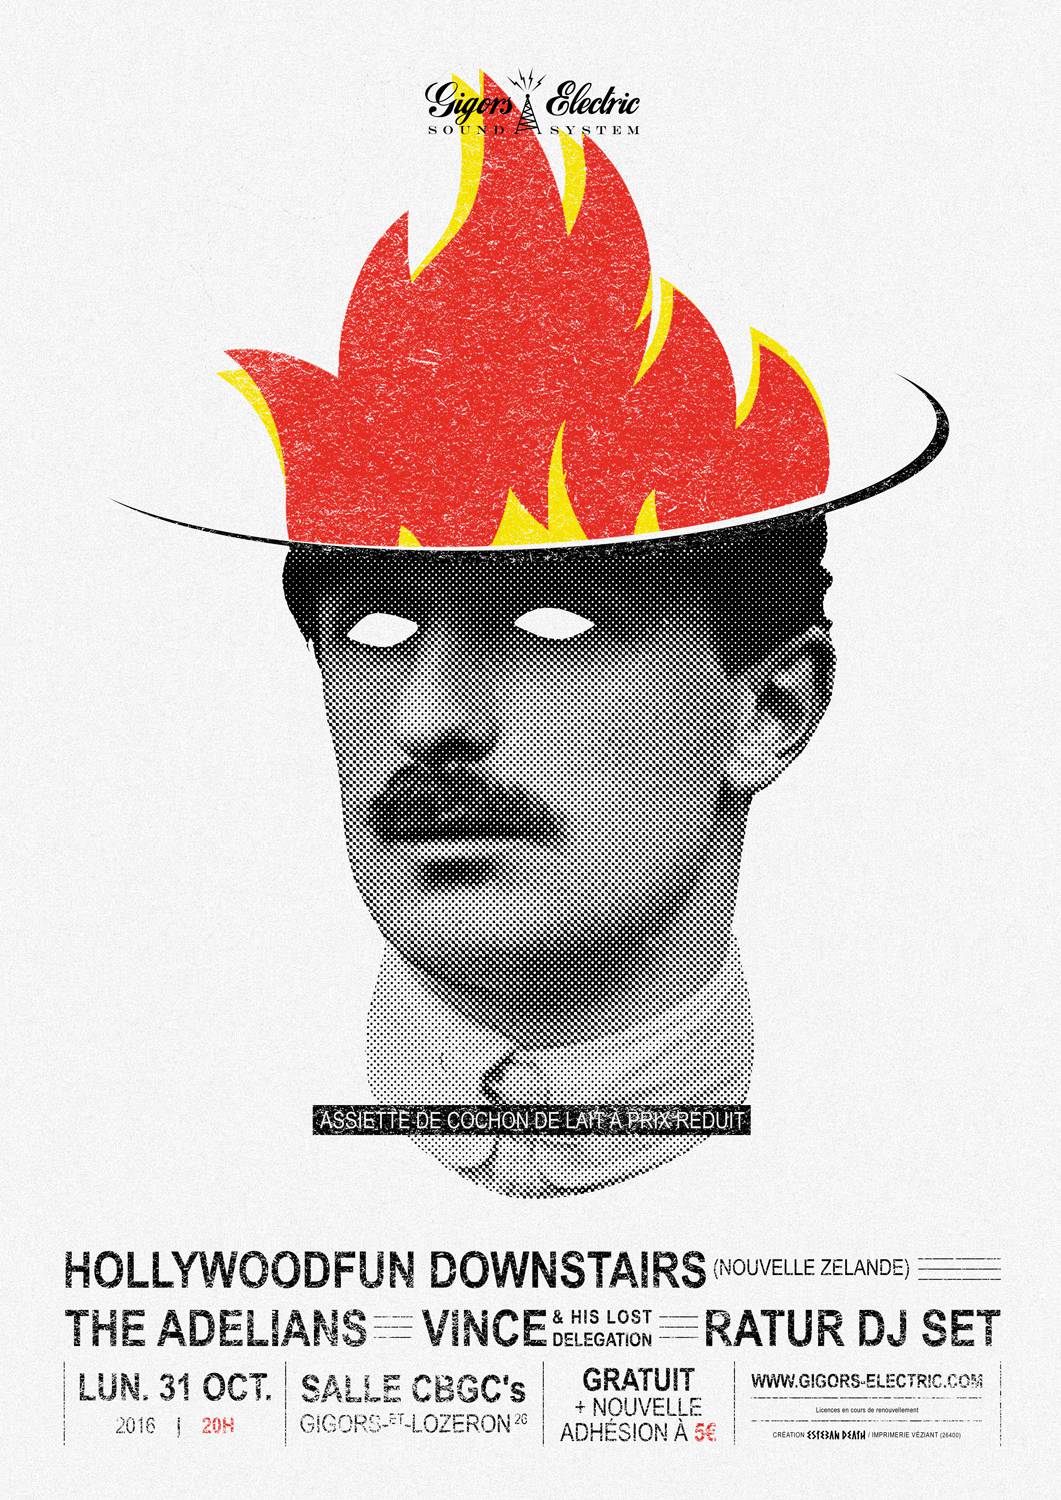 Gigors Electric
SOUND SYSTEM
ASSIETTE DE COCHON DE LAIT À PRIX RÉDUIT
HOLLYWOODFUN DOWNSTAIRS (NOUVELLE ZELANDE)
THE ADELIANS VINCE & HIS LOST DELEGATION RATUR DJ SET
LUN. 31 OCT.
2016 | 20H
SALLE CBGC's
GIGORS-ET-LOZERON 26
GRATUIT
+ NOUVELLE
ADHÉSION À 5€
WWW.GIGORS-ELECTRIC.COM
Licences en cours de renouvellement
CRÉATION ESTEBAN DEATH / IMPRIMERIE VÉZIANT (26400)